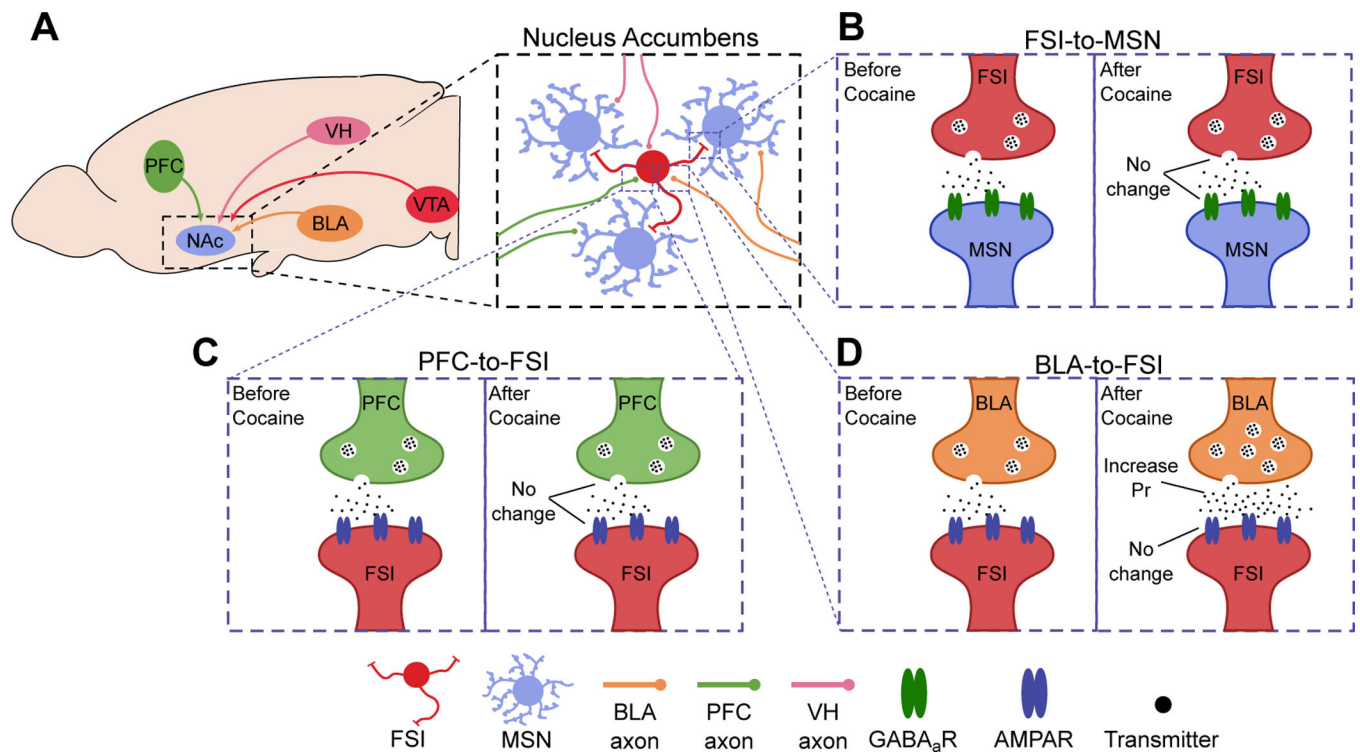 A
PFC
VH
VTA
BLA
NAc
Nucleus Accumbens
B
FSI-to-MSN
Before
Cocaine
FSI
MSN
After
Cocaine
FSI
No
change
MSN
C
PFC-to-FSI
Before
Cocaine
PFC
FSI
After
Cocaine
PFC
No
change
FSI
D
BLA-to-FSI
Before
Cocaine
BLA
FSI
After
Cocaine
BLA
Increase
Pr
No
change
FSI
FSI
MSN
BLA
axon
PFC
axon
VH
axon
GABAₐR
AMPAR
Transmitter